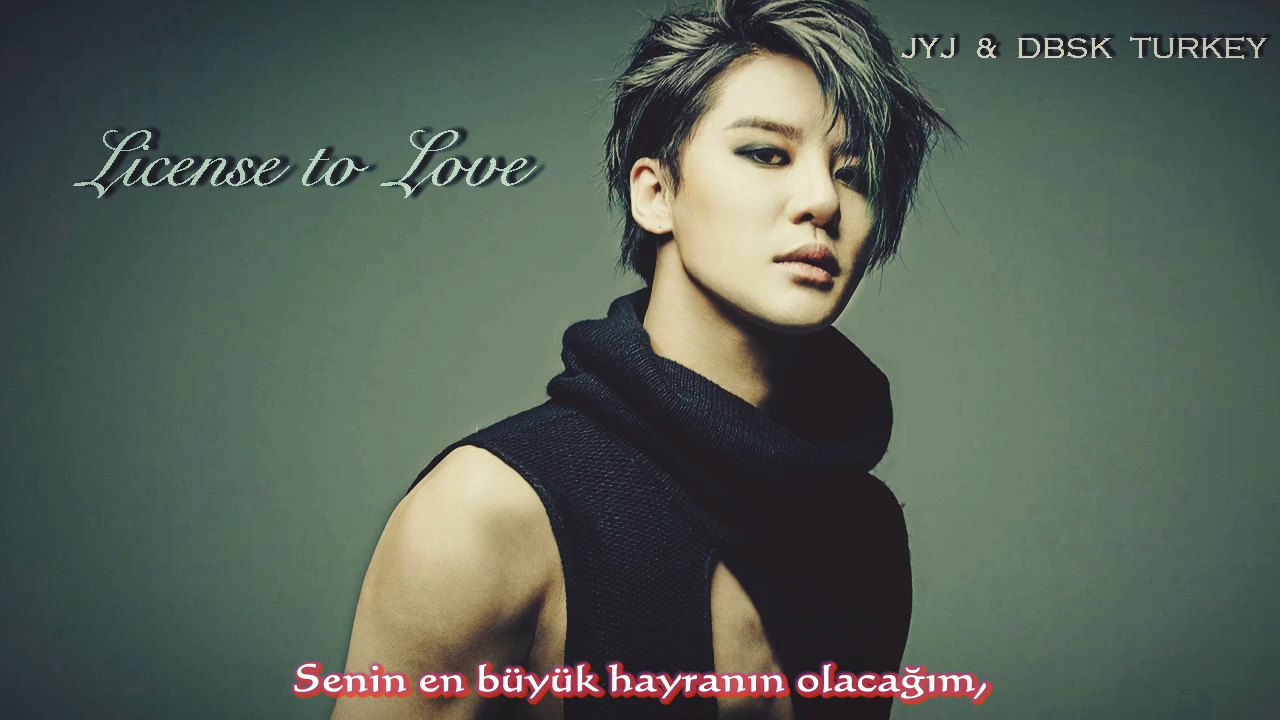 JYJ & DBSK TURKEY
License to Love
Senin en büyük hayranın olacağım,